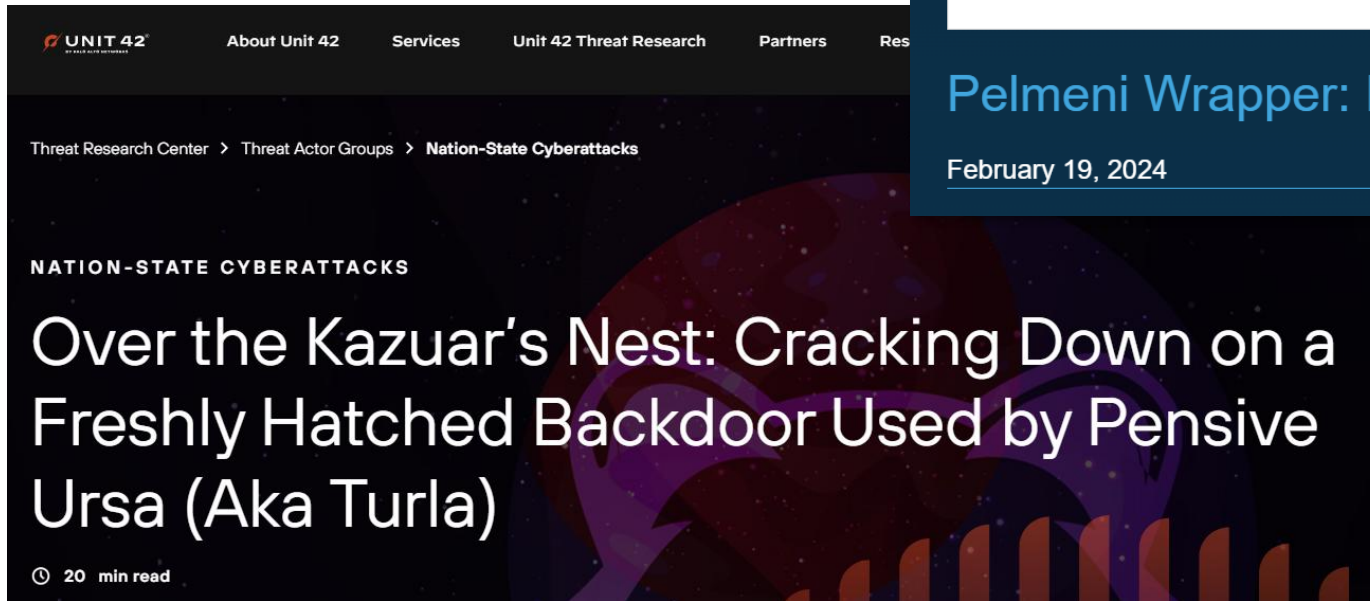 UNIT 42
About Unit 42 Services Unit 42 Threat Research Partners
Threat Research Center > Threat Actor Groups > Nation-State Cyberattacks
NATION-STATE CYBERATTACKS
Over the Kazuar's Nest: Cracking Down on a
Freshly Hatched Backdoor Used by Pensive
Ursa (Aka Turla)
20 min read
Pelmeni Wrapper:
February 19, 2024